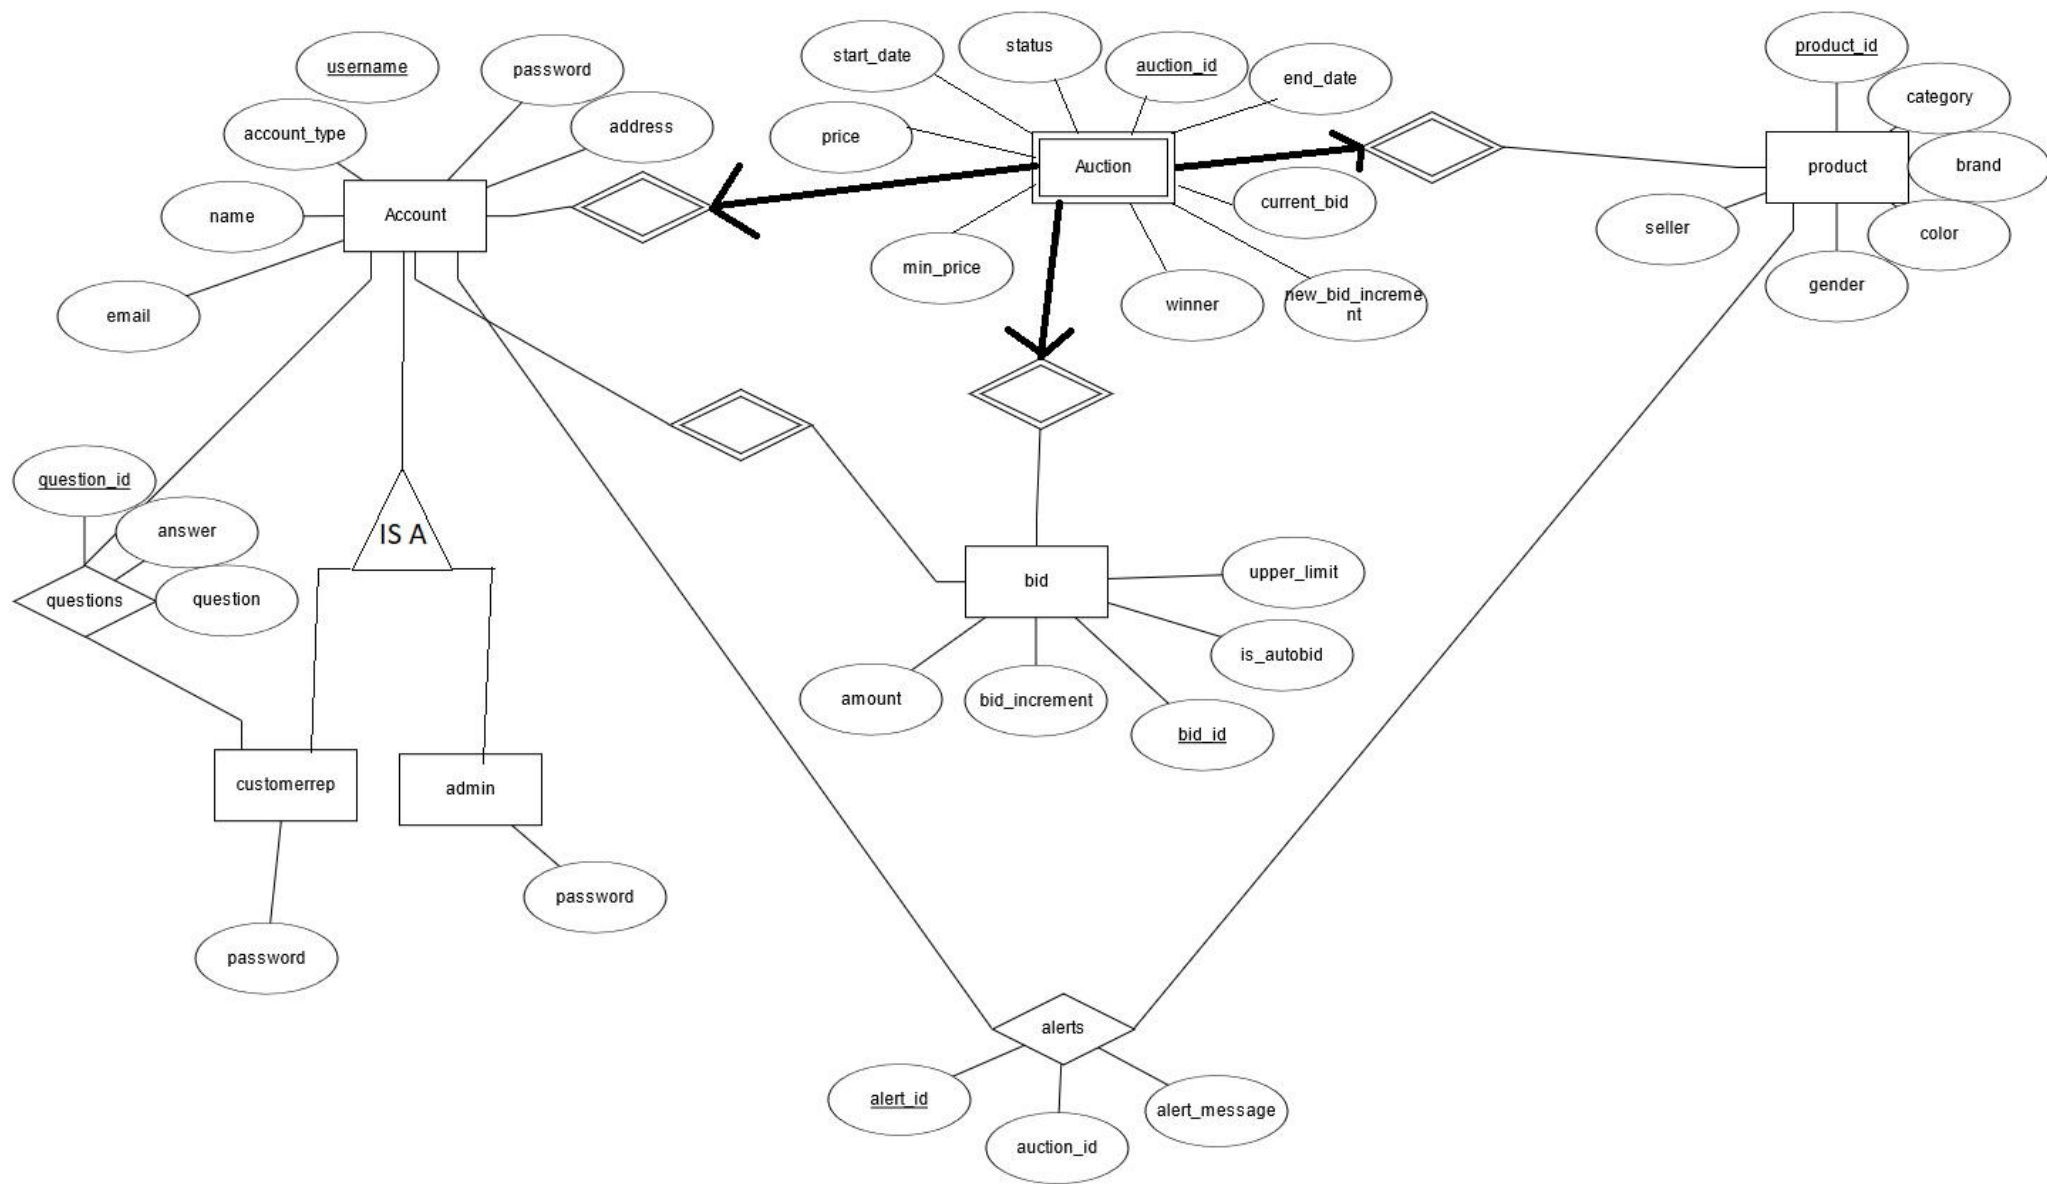 username
password
account_type
address
name
Account
email
start_date
status
auction_id
end_date
price
Auction
current_bid
min_price
winner
new_bid_increme
nt
product_id
category
product
brand
seller
color
gender
question_id
answer
questions
question
IS A
customerrep
admin
password
password
bid
upper_limit
is_autobid
amount
bid_increment
bid_id
alerts
alert_id
alert_message
auction_id